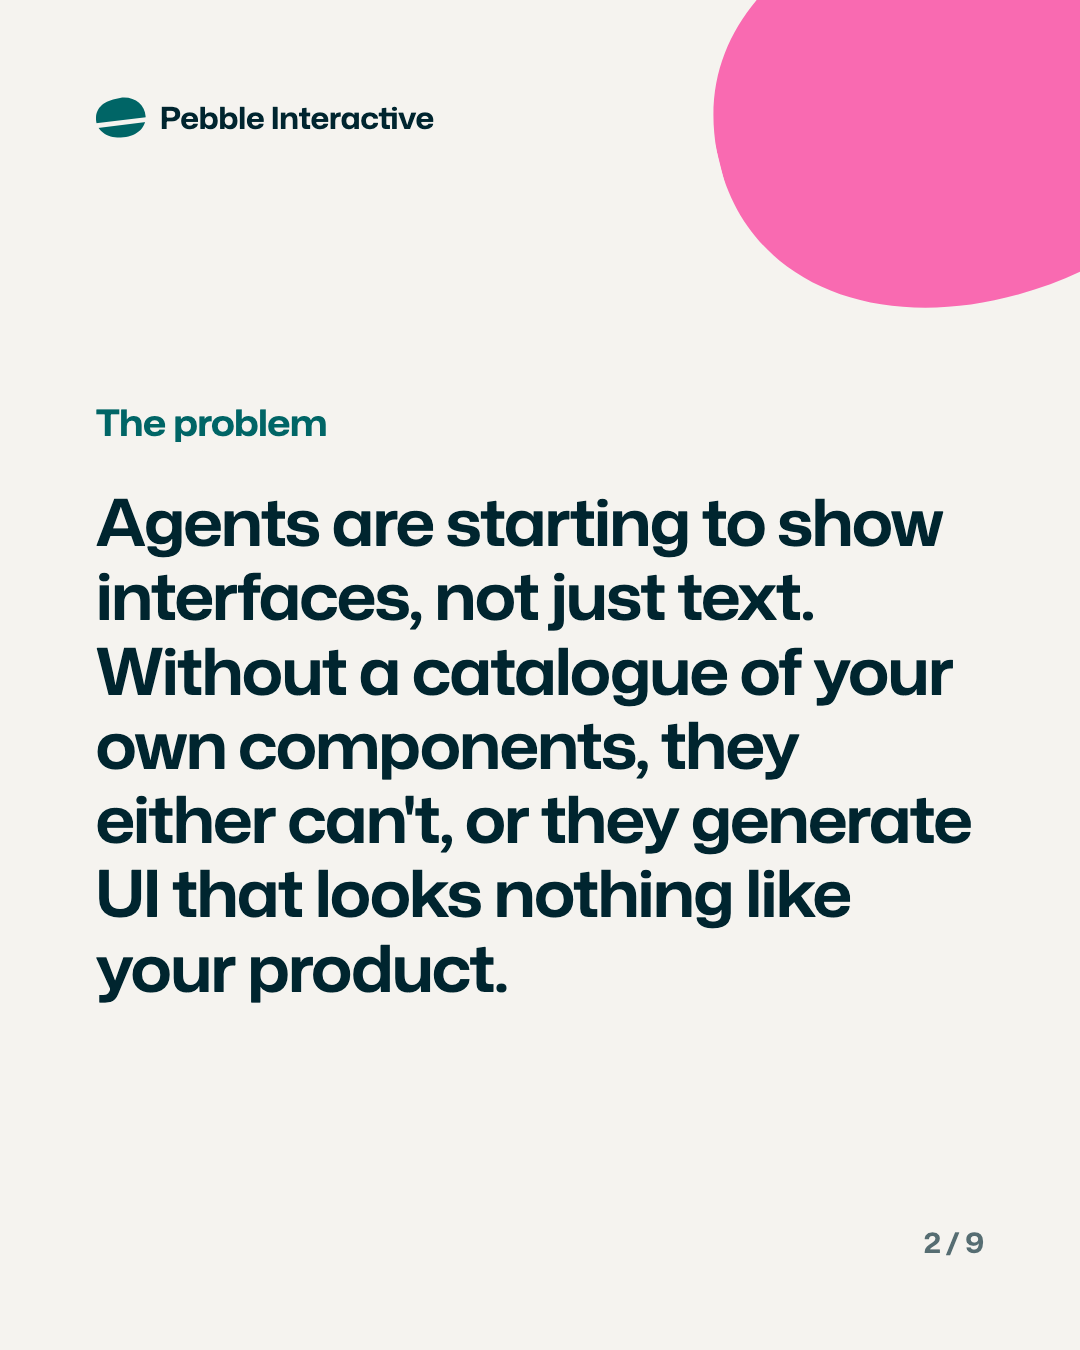 Pebble Interactive
The problem
Agents are starting to show
interfaces, not just text.
Without a catalogue of your
own components, they
either can't, or they generate
UI that looks nothing like
your product.
2 / 9